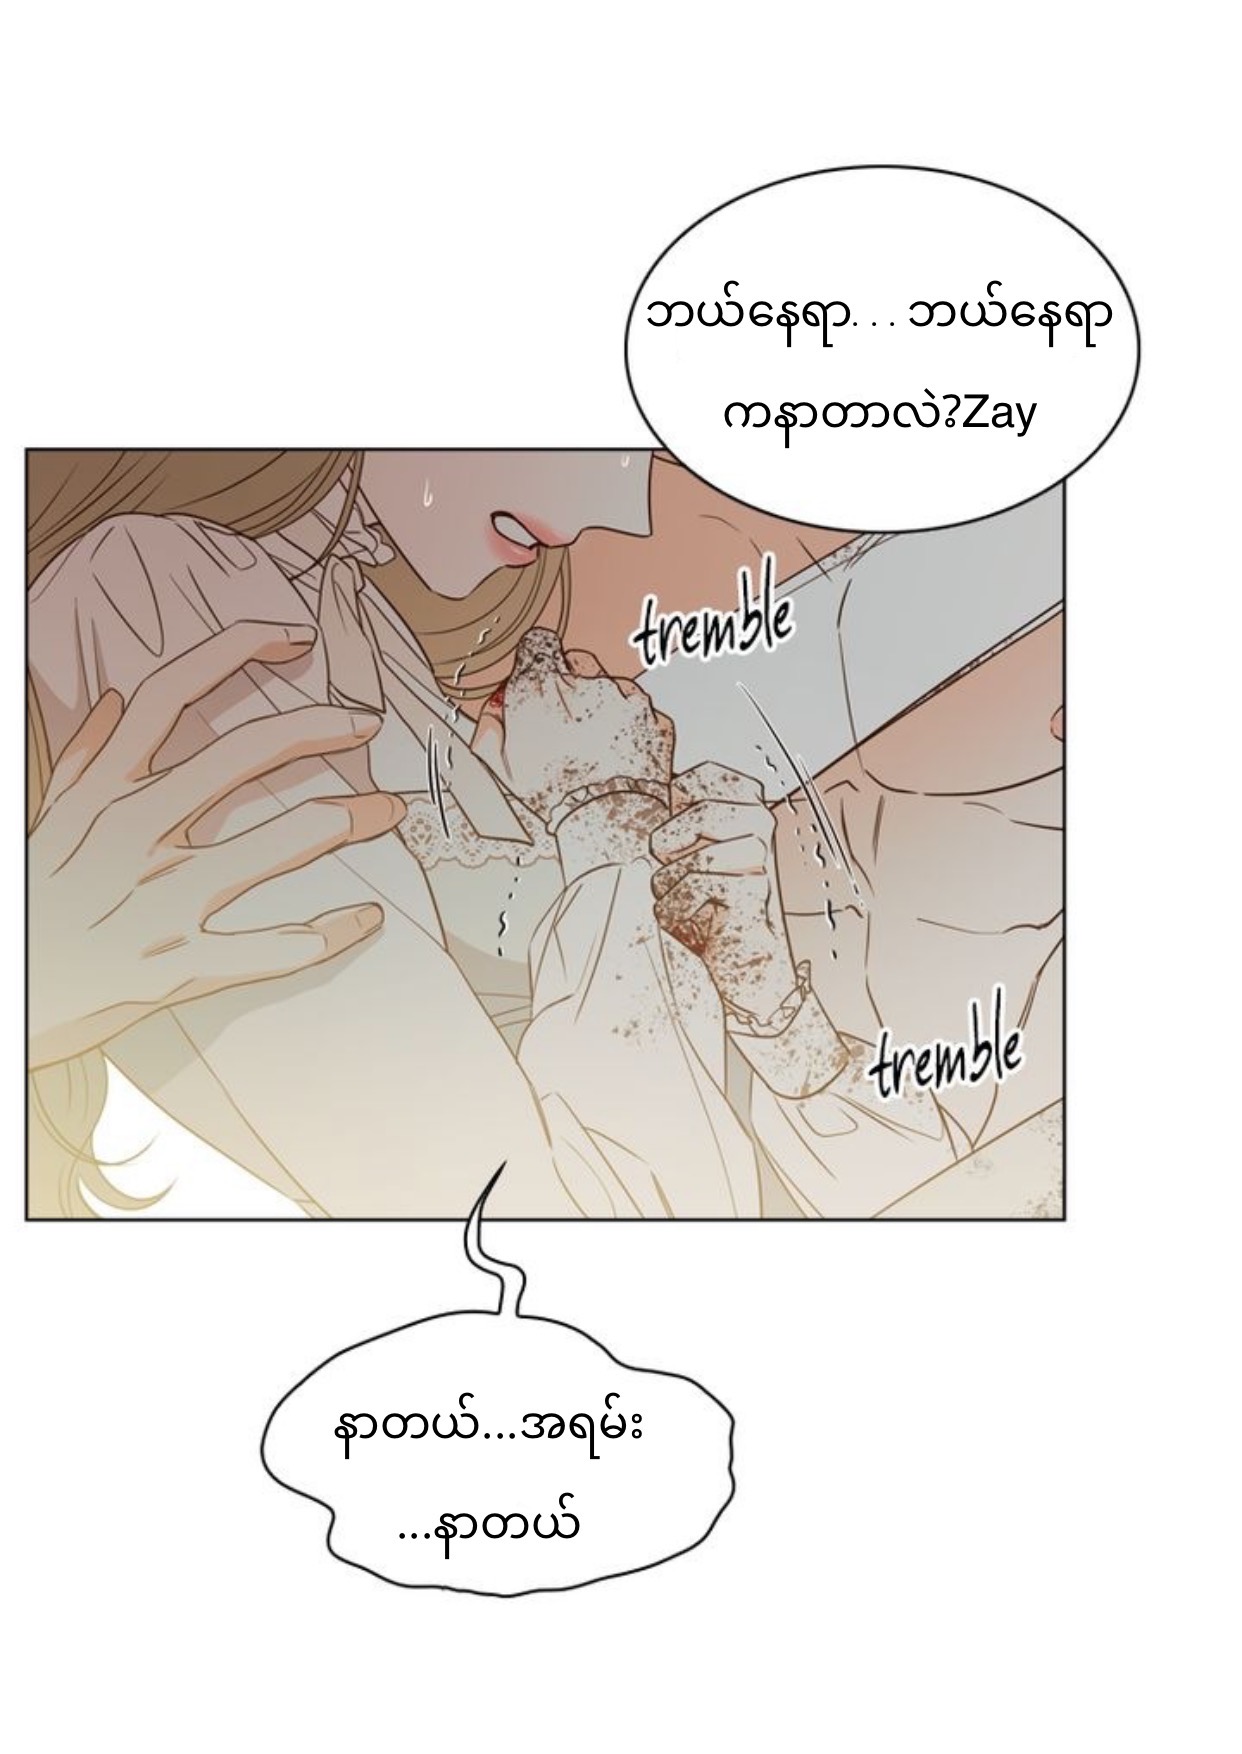 ဘယ်နေရာ... ဘယ်နေရာ
ကနာတာလဲ?Zay
tremble
tremble
နာတယ်...အရမ်း
...နာတယ်